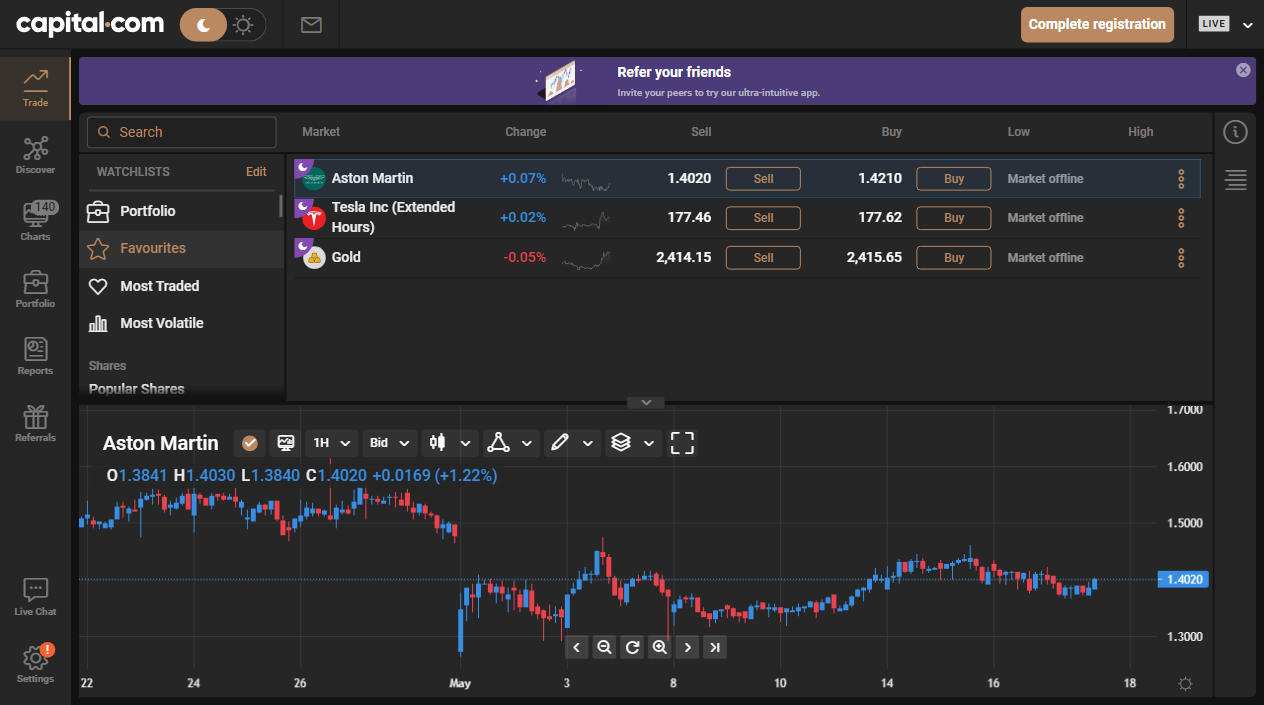 capital.com
Complete registration
LIVE
Refer your friends
Invite your peers to try our ultra-intuitive app.
Trade
Discover
140
Charts
Portfolio
Reports
Referrals
Live Chat
!
Settings
Search
WATCHLISTS Edit
Portfolio
Favourites
Most Traded
Most Volatile
Shares
Popular Shares
Market Change Sell Buy Low High
Aston Martin +0.07% 1.4020 Sell 1.4210 Buy Market offline
Tesla Inc (Extended
Hours) +0.02% 177.46 Sell 177.62 Buy Market offline
Gold -0.05% 2,414.15 Sell 2,415.65 Buy Market offline
Aston Martin 1H Bid
O1.3841 H1.4030 L1.3840 C1.4020 +0.0169 (+1.22%)
1.7000
1.6000
1.5000
1.4020
1.3000
22 24 26 May 3 8 10 14 16 18